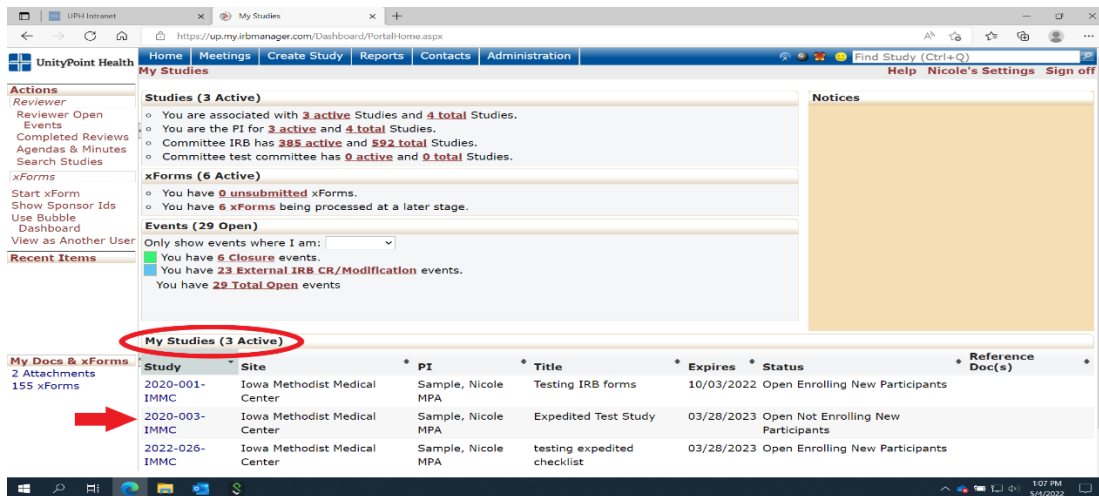 UPH Intranet
My Studies
https://up.my.irbmanager.com/Dashboard/PortalHome.aspx
UnityPoint Health
Home Meetings Create Study Reports Contacts Administration
Find Study (Ctrl+Q)
My Studies
Help Nicole's Settings Sign off
Actions
Reviewer
Reviewer Open
Events
Completed Reviews
Agendas & Minutes
Search Studies
xForms
Start xForm
Show Sponsor Ids
Use Bubble
Dashboard
View as Another User
Recent Items
Studies (3 Active)
You are associated with 3 active Studies and 4 total Studies.
You are the PI for 3 active and 4 total Studies.
Committee IRB has 385 active and 592 total Studies.
Committee test committee has 0 active and 0 total Studies.
xForms (6 Active)
You have 0 unsubmitted xForms.
You have 6 xForms being processed at a later stage.
Events (29 Open)
Only show events where I am:
You have 6 Closure events.
You have 23 External IRB CR/Modification events.
You have 29 Total Open events
Notices
My Docs & xForms
2 Attachments
155 xForms
My Studies (3 Active)
Study Site PI Title Expires Status Reference
Doc(s)
2020-001- Iowa Methodist Medical Sample, Nicole Testing IRB forms 10/03/2022 Open Enrolling New Participants
IMMC Center MPA
2020-003- Iowa Methodist Medical Sample, Nicole Expedited Test Study 03/28/2023 Open Not Enrolling New
IMMC Center MPA Participants
2022-026- Iowa Methodist Medical Sample, Nicole testing expedited 03/28/2023 Open Enrolling New Participants
IMMC Center MPA checklist
1:07 PM
5/4/2022